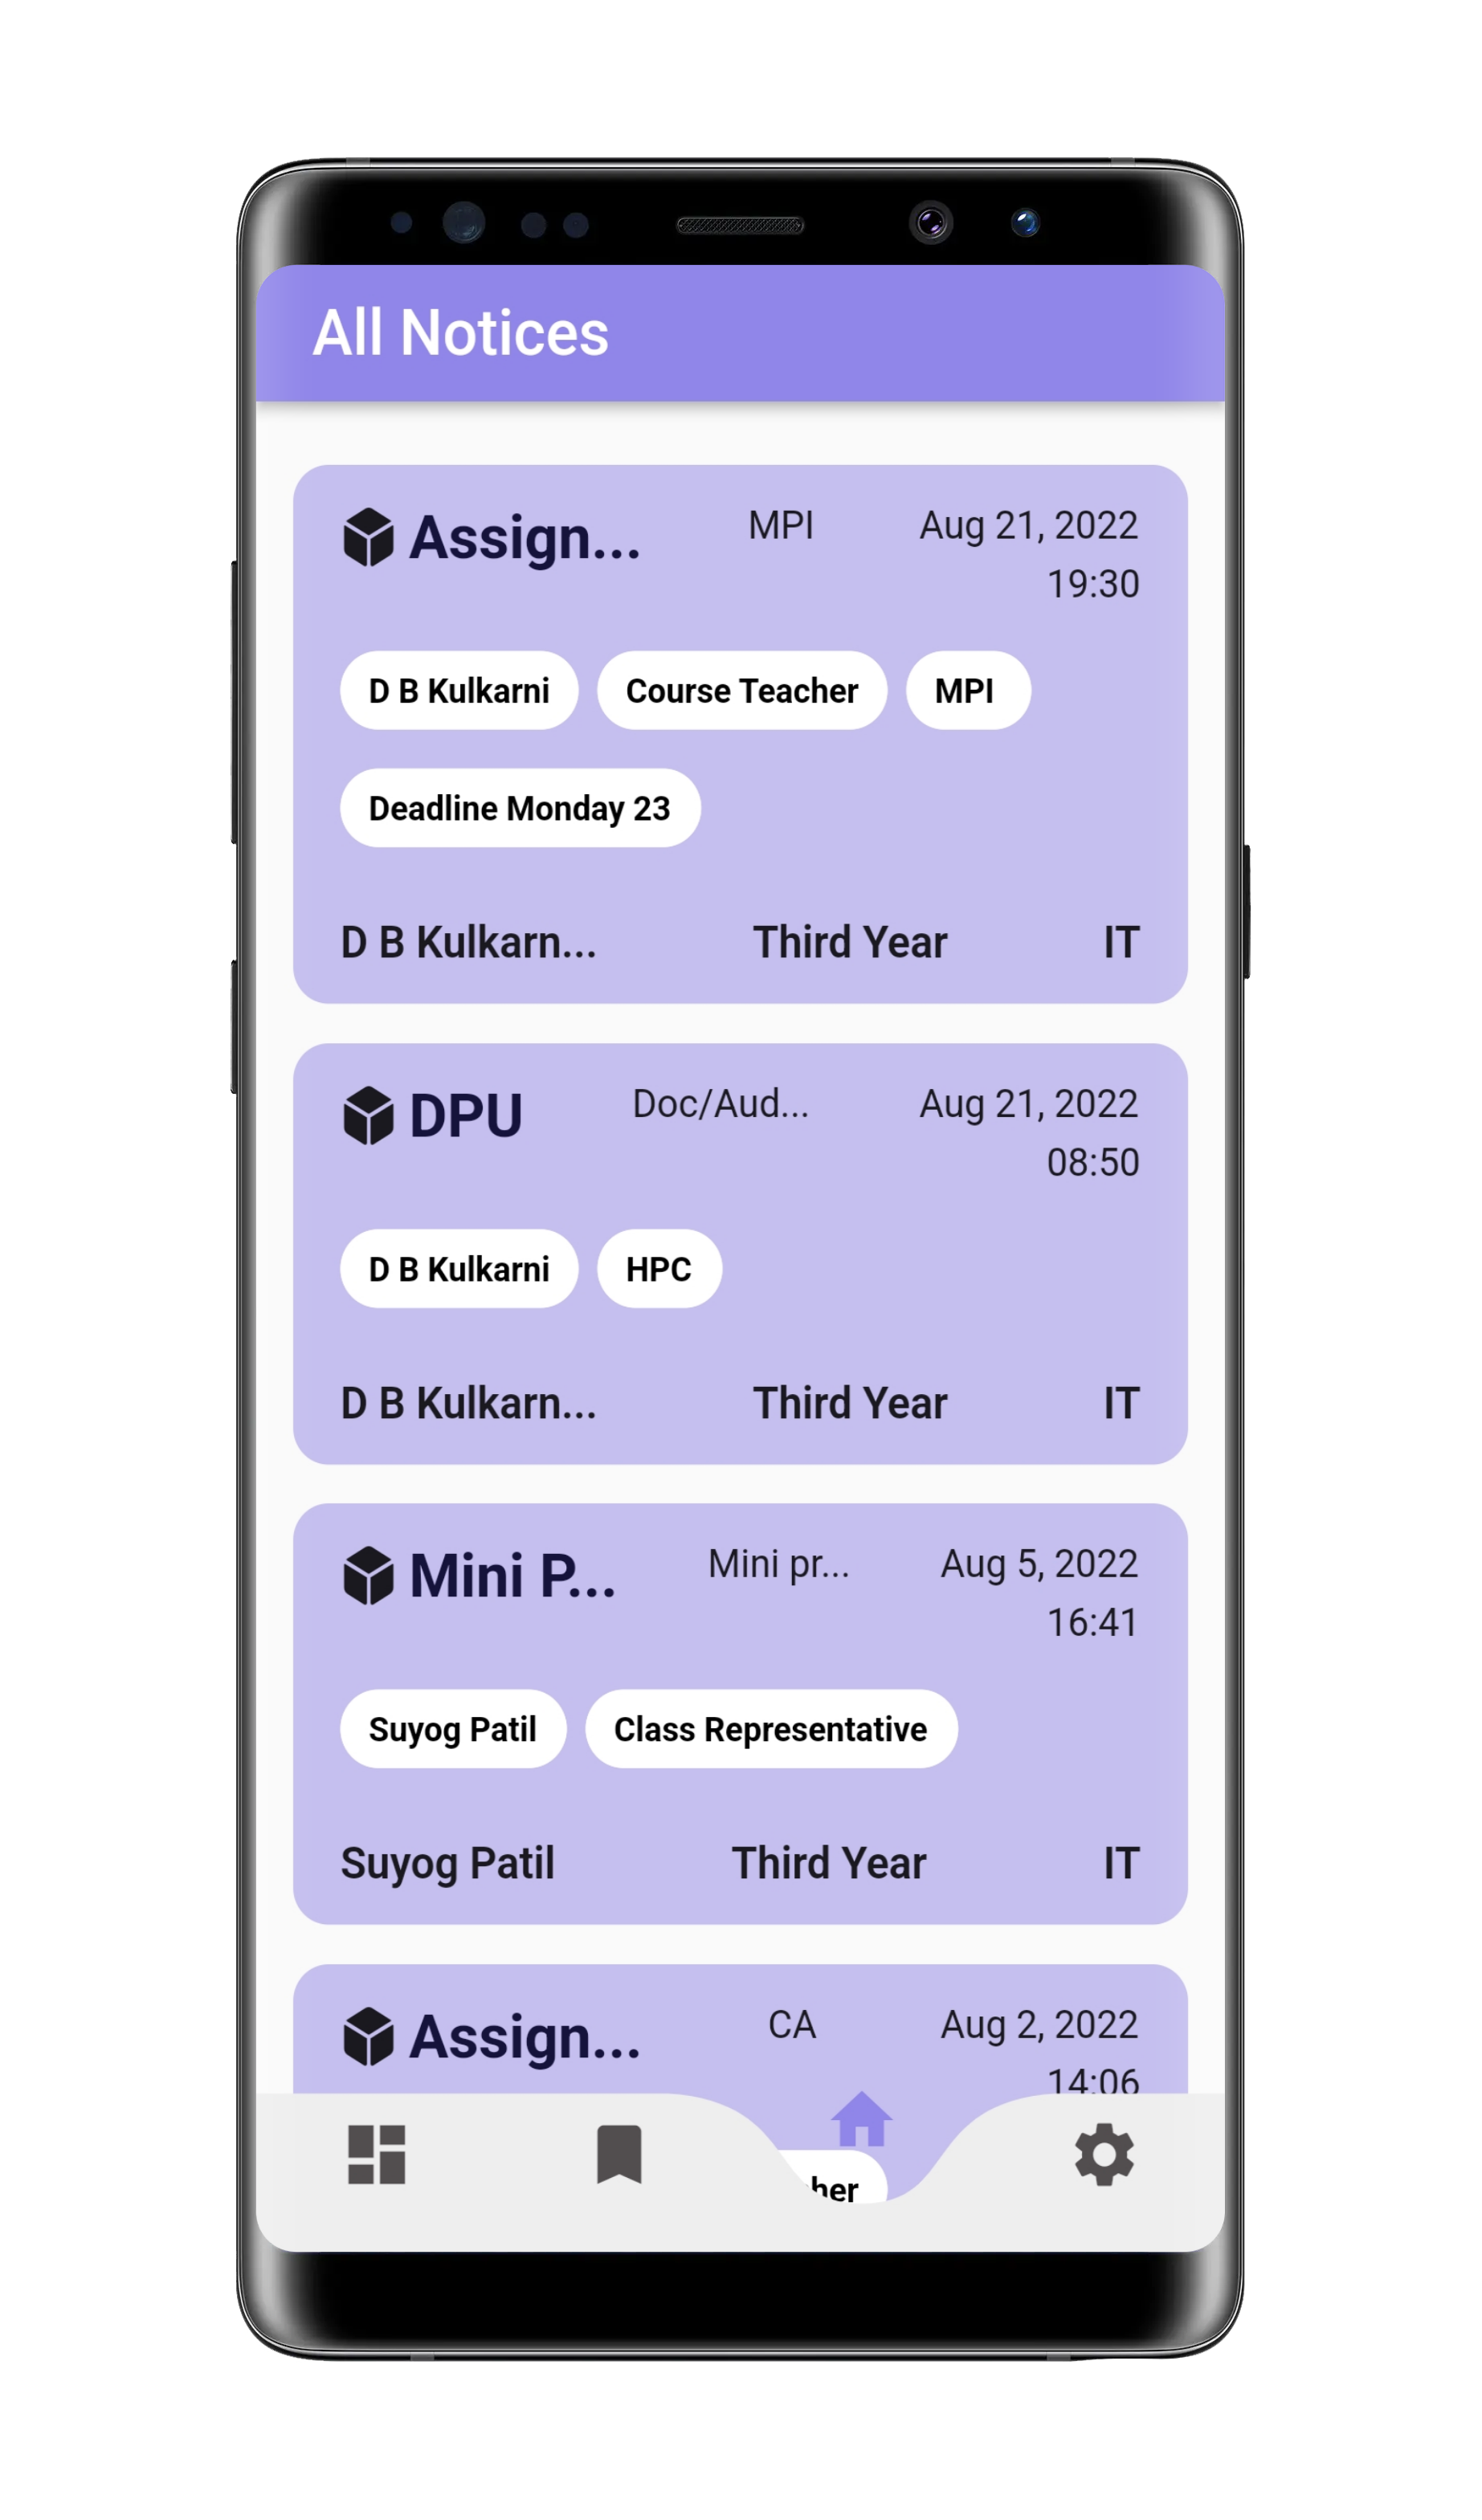 All Notices
Assign... MPI Aug 21, 2022
19:30
D B Kulkarni Course Teacher MPI
Deadline Monday 23
D B Kulkarn... Third Year IT
DPU Doc/Aud... Aug 21, 2022
08:50
D B Kulkarni HPC
D B Kulkarn... Third Year IT
Mini P... Mini pr... Aug 5, 2022
16:41
Suyog Patil Class Representative
Suyog Patil Third Year IT
Assign... CA Aug 2, 2022
14:06
her